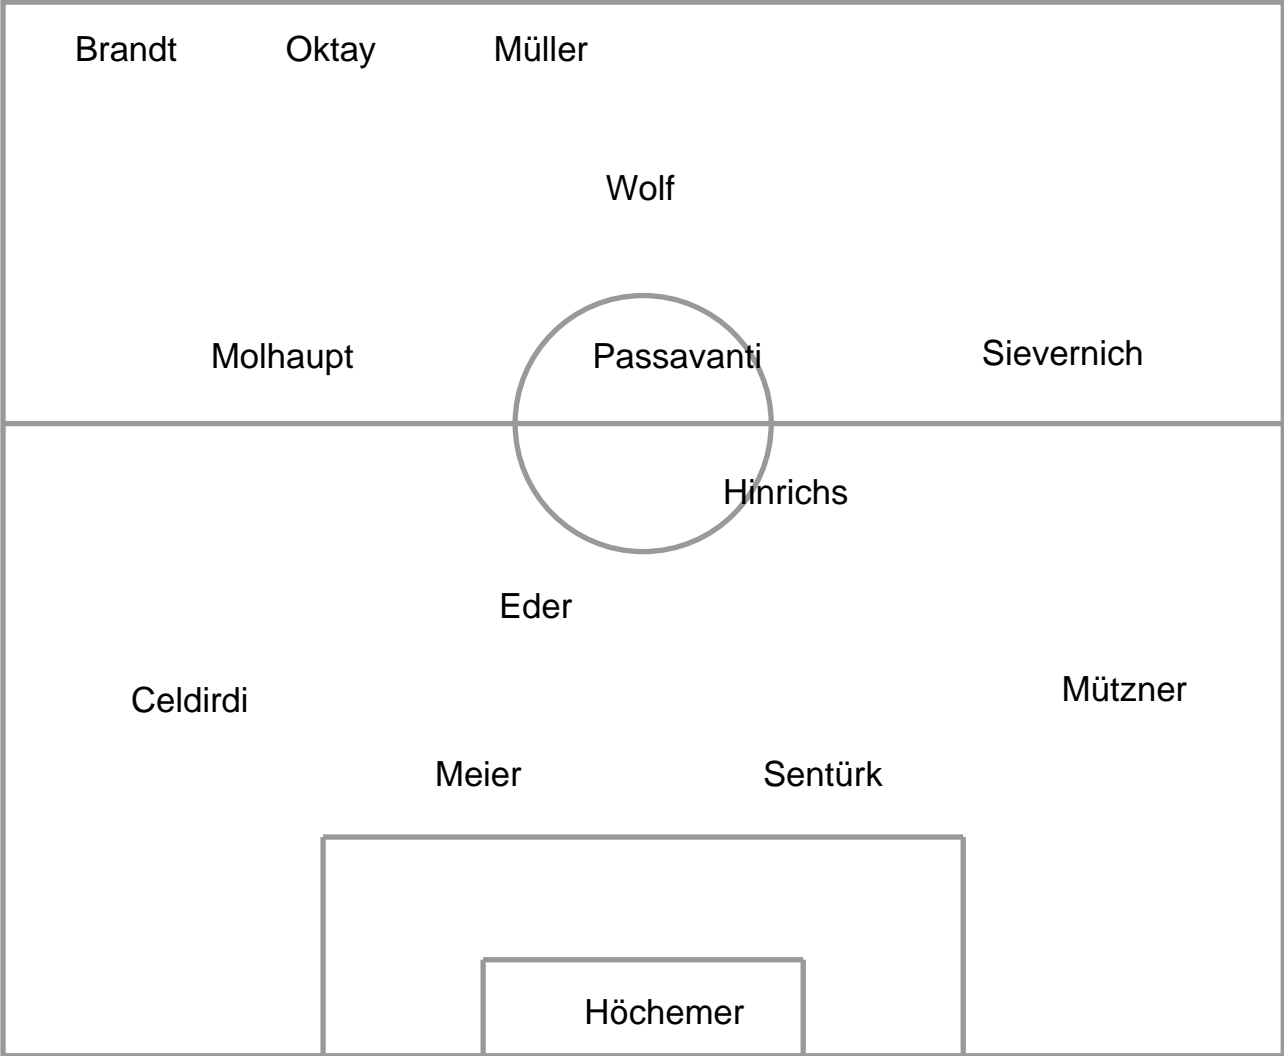 Brandt Oktay Müller
Wolf
Molhaupt Passavanti Sievernich
Hinrichs
Eder
Celdirdi Mützner
Meier Sentürk
Höchemer